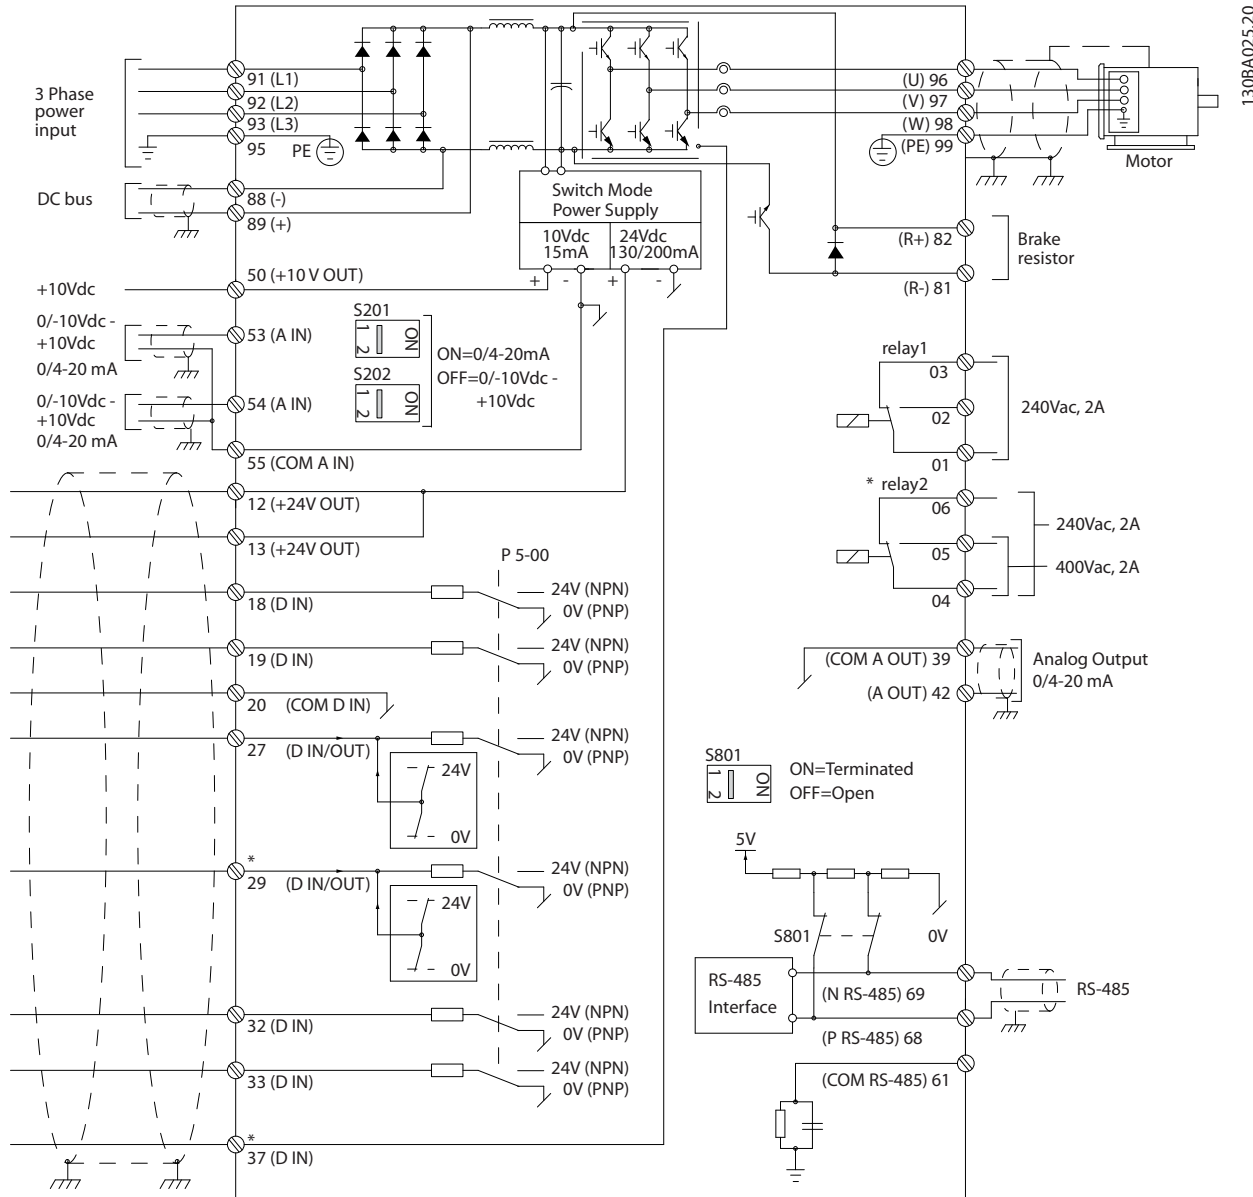 130BA025.20
3 Phase
power
input
91 (L1)
92 (L2)
93 (L3)
95
PE
(U) 96
(V) 97
(W) 98
(PE) 99
Motor
DC bus
88 (-)
89 (+)
Switch Mode
Power Supply
10Vdc
15mA
24Vdc
130/200mA
+ - + -
(R+) 82
(R-) 81
Brake
resistor
+10Vdc
50 (+10 V OUT)
0/-10Vdc -
+10Vdc
0/4-20 mA
53 (A IN)
0/-10Vdc -
+10Vdc
0/4-20 mA
54 (A IN)
55 (COM A IN)
S201
1 2 ON
S202
1 2 ON
ON=0/4-20mA
OFF=0/-10Vdc -
+10Vdc
relay1
03
02
01
240Vac, 2A
* relay2
06
05
04
240Vac, 2A
400Vac, 2A
12 (+24V OUT)
13 (+24V OUT)
P 5-00
18 (D IN)
24V (NPN)
0V (PNP)
19 (D IN)
24V (NPN)
0V (PNP)
20 (COM D IN)
27 (D IN/OUT)
24V (NPN)
0V (PNP)
24V
0V
*
29 (D IN/OUT)
24V (NPN)
0V (PNP)
24V
0V
32 (D IN)
24V (NPN)
0V (PNP)
33 (D IN)
24V (NPN)
0V (PNP)
*
37 (D IN)
(COM A OUT) 39
(A OUT) 42
Analog Output
0/4-20 mA
S801
1 2 ON
ON=Terminated
OFF=Open
5V
S801
0V
RS-485
Interface
(N RS-485) 69
(P RS-485) 68
RS-485
(COM RS-485) 61